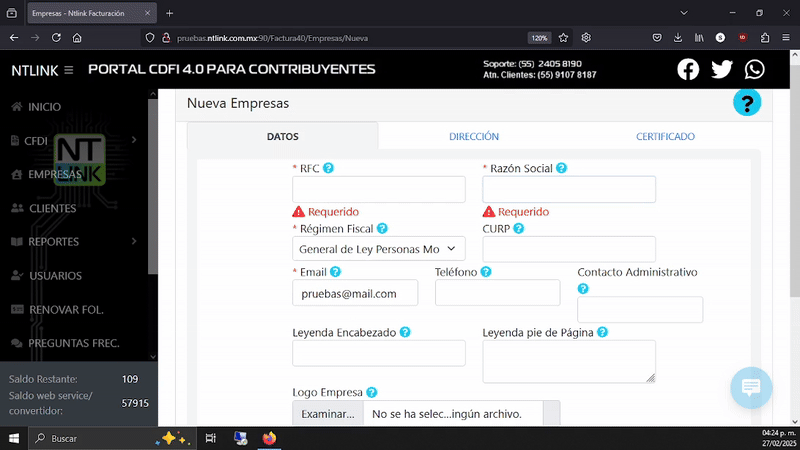 Empresas - Ntlink Facturación
pruebas.ntlink.com.mx:90/Factura40/Empresas/Nueva
120%
NTLINK
PORTAL CDFI 4.0 PARA CONTRIBUYENTES
Soporte: (55) 2405 8190
Atn. Clientes: (55) 9107 8187
INICIO
CFDI
EMPRESAS
CLIENTES
REPORTES
USUARIOS
RENOVAR FOL.
PREGUNTAS FREC.
NT
LINK
Saldo Restante: 109
Saldo web service/
convertidor: 57915
Nueva Empresas
?
DATOS
DIRECCIÓN
CERTIFICADO
* RFC ?
* Razón Social ?
Requerido
Requerido
* Régimen Fiscal ?
CURP ?
General de Ley Personas Mo
* Email ?
Teléfono ?
Contacto Administrativo
?
pruebas@mail.com
Leyenda Encabezado ?
Leyenda pie de Página ?
Logo Empresa ?
Examinar...
No se ha selec...ingún archivo.
Buscar
04:24 p. m.
27/02/2025